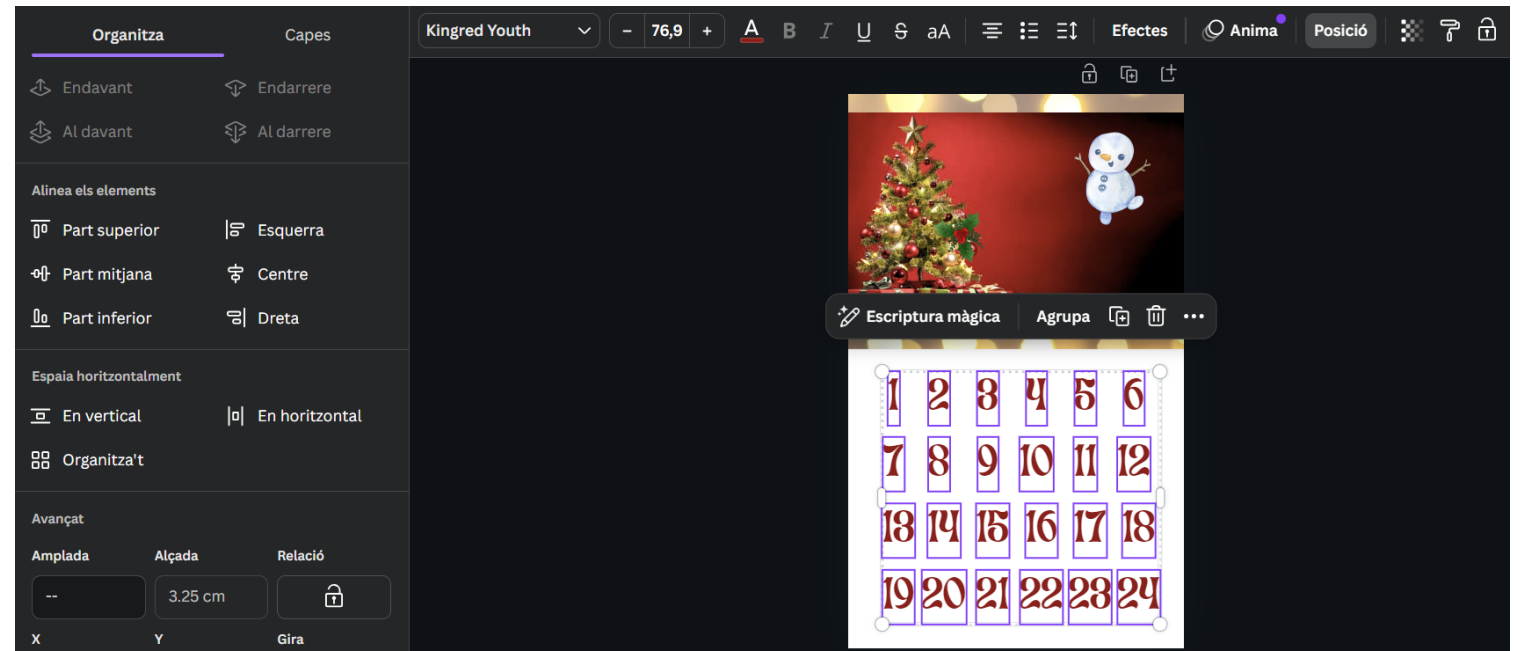 Organitza Capes
Kingred Youth – 76,9 + A B I U S aA Efectes Anima Posició
Endavant Endarrere
Al davant Al darrere
Alinea els elements
Part superior Esquerra
Part mitjana Centre
Part inferior Dreta
Espaia horitzontalment
En vertical En horitzontal
Organitza't
Avançat
Amplada Alçada Relació
-- 3.25 cm
X Y Gira
Escriptura màgica Agrupa
1 2 3 4 5 6
7 8 9 10 11 12
13 14 15 16 17 18
19 20 21 22 23 24